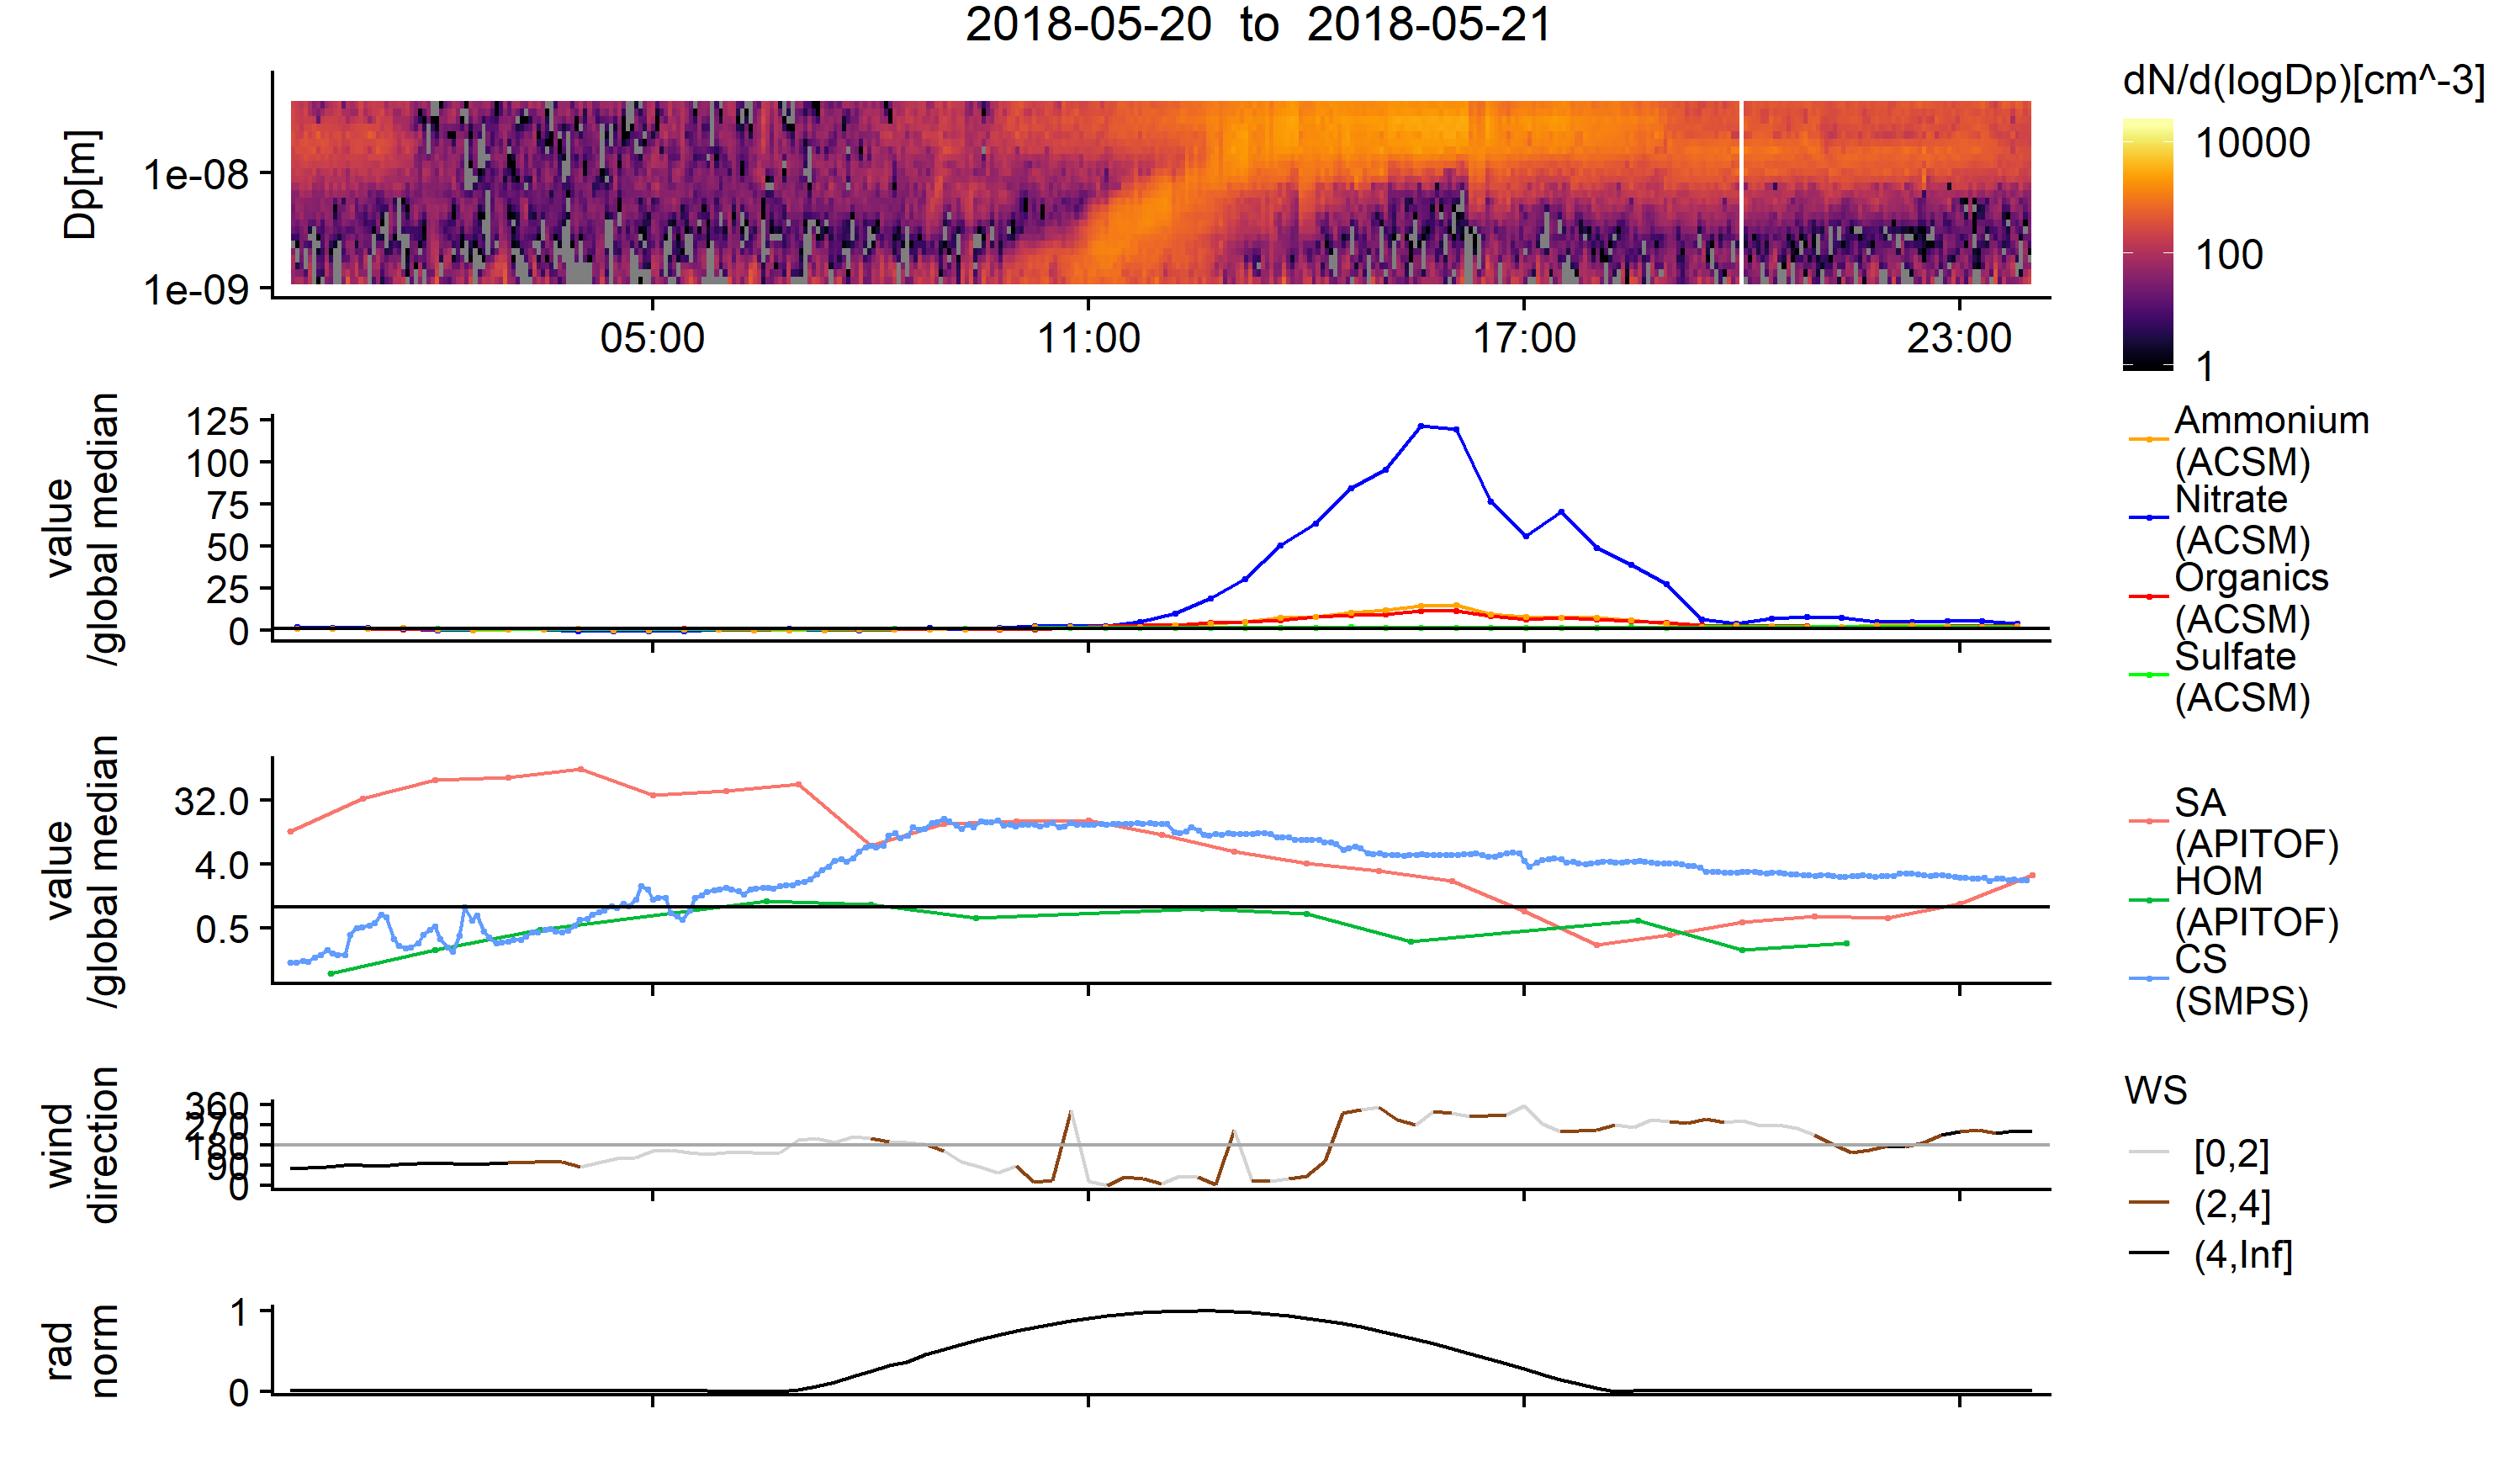 2018-05-20 to 2018-05-21
Dp[m]
1e-08
1e-09
05:00
11:00
17:00
23:00
dN/d(logDp)[cm^-3]
10000
100
1
value
/global median
125
100
75
50
25
0
Ammonium
(ACSM)
Nitrate
(ACSM)
Organics
(ACSM)
Sulfate
(ACSM)
value
/global median
32.0
4.0
0.5
SA
(APITOF)
HOM
(APITOF)
CS
(SMPS)
wind
direction
360
270
180
90
0
WS
[0,2]
(2,4]
(4,Inf]
rad
norm
1
0